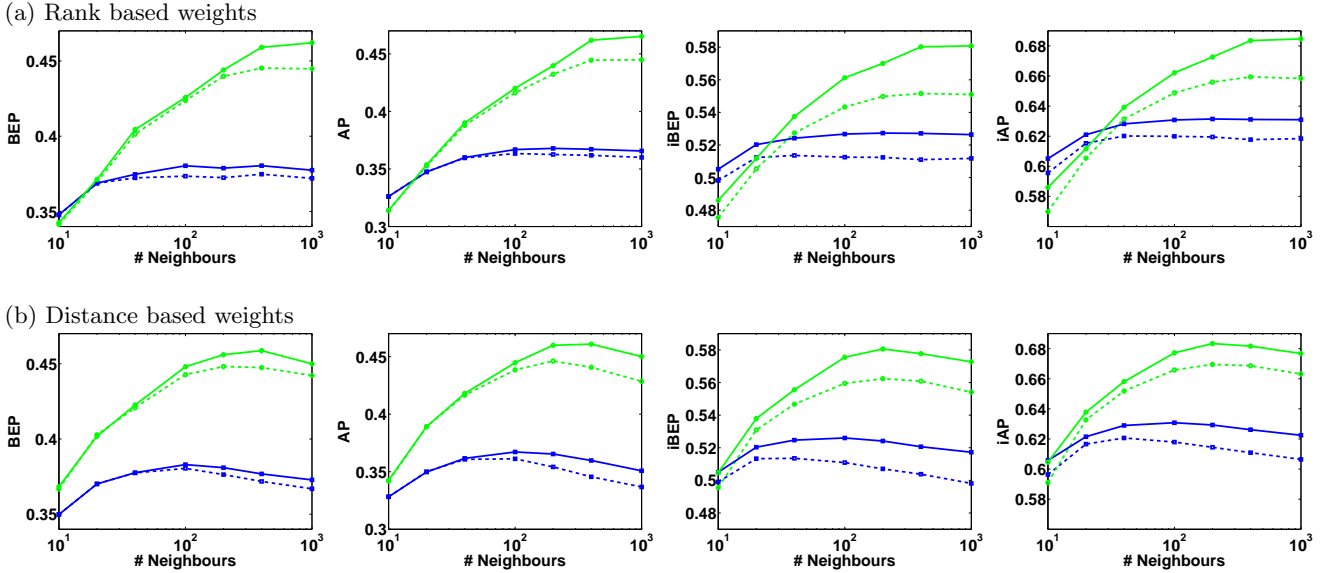 (a) Rank based weights
BEP
0.45
0.4
0.35
10^1 10^2 10^3
# Neighbours
AP
0.45
0.4
0.35
0.3
10^1 10^2 10^3
# Neighbours
iBEP
0.58
0.56
0.54
0.52
0.5
0.48
10^1 10^2 10^3
# Neighbours
iAP
0.68
0.66
0.64
0.62
0.6
0.58
10^1 10^2 10^3
# Neighbours
(b) Distance based weights
BEP
0.45
0.4
0.35
10^1 10^2 10^3
# Neighbours
AP
0.45
0.4
0.35
0.3
10^1 10^2 10^3
# Neighbours
iBEP
0.58
0.56
0.54
0.52
0.5
0.48
10^1 10^2 10^3
# Neighbours
iAP
0.68
0.66
0.64
0.62
0.6
0.58
10^1 10^2 10^3
# Neighbours